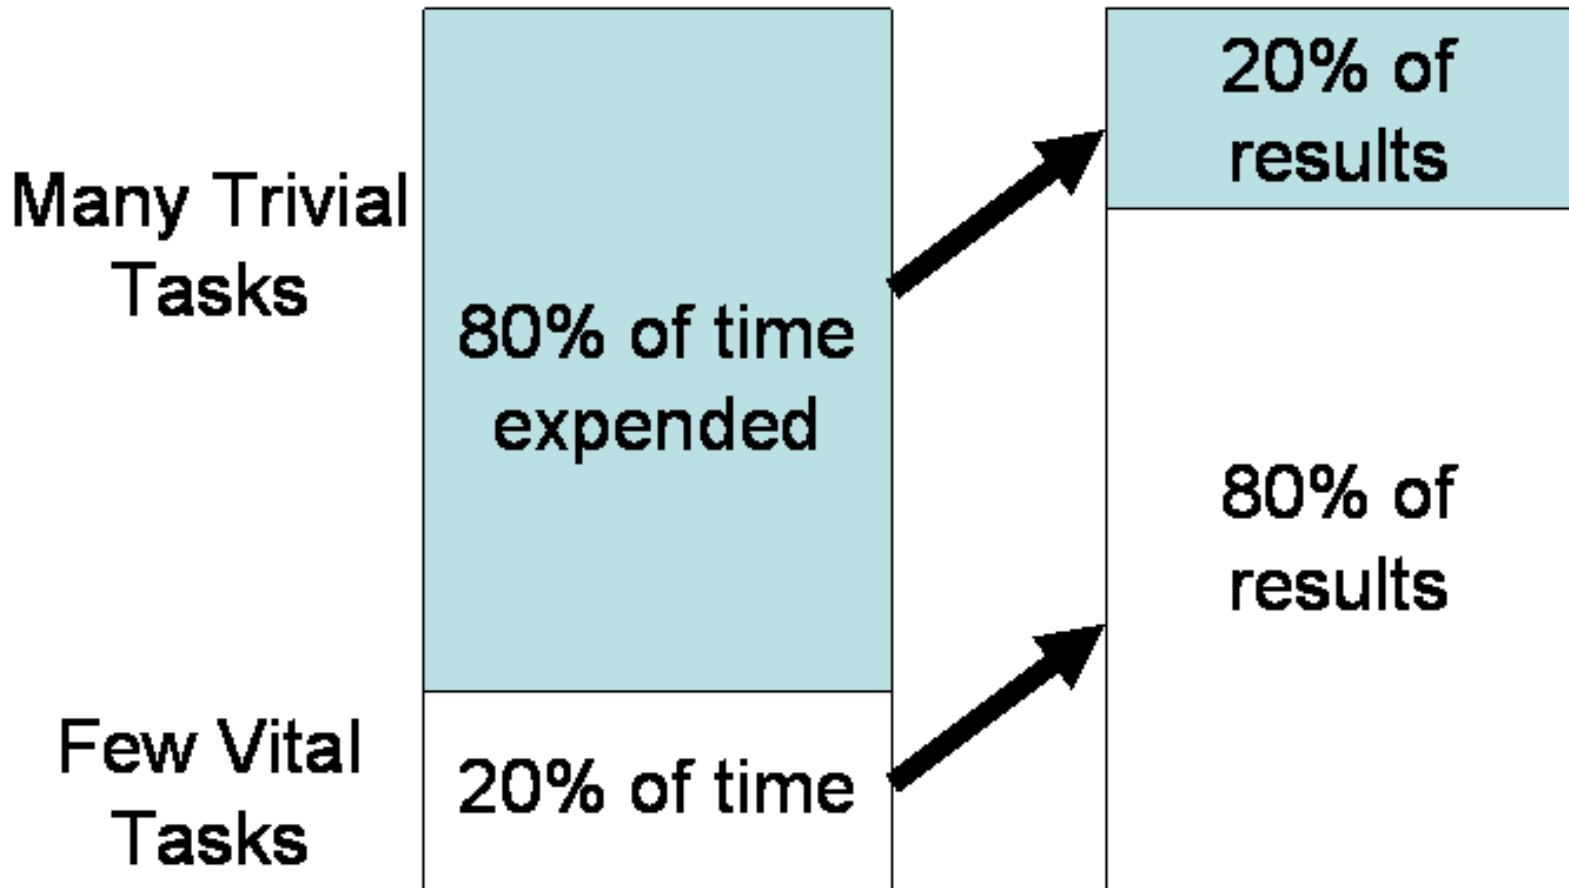 Many Trivial
Tasks
80% of time
expended
20% of
results
Few Vital
Tasks
20% of time
80% of
results